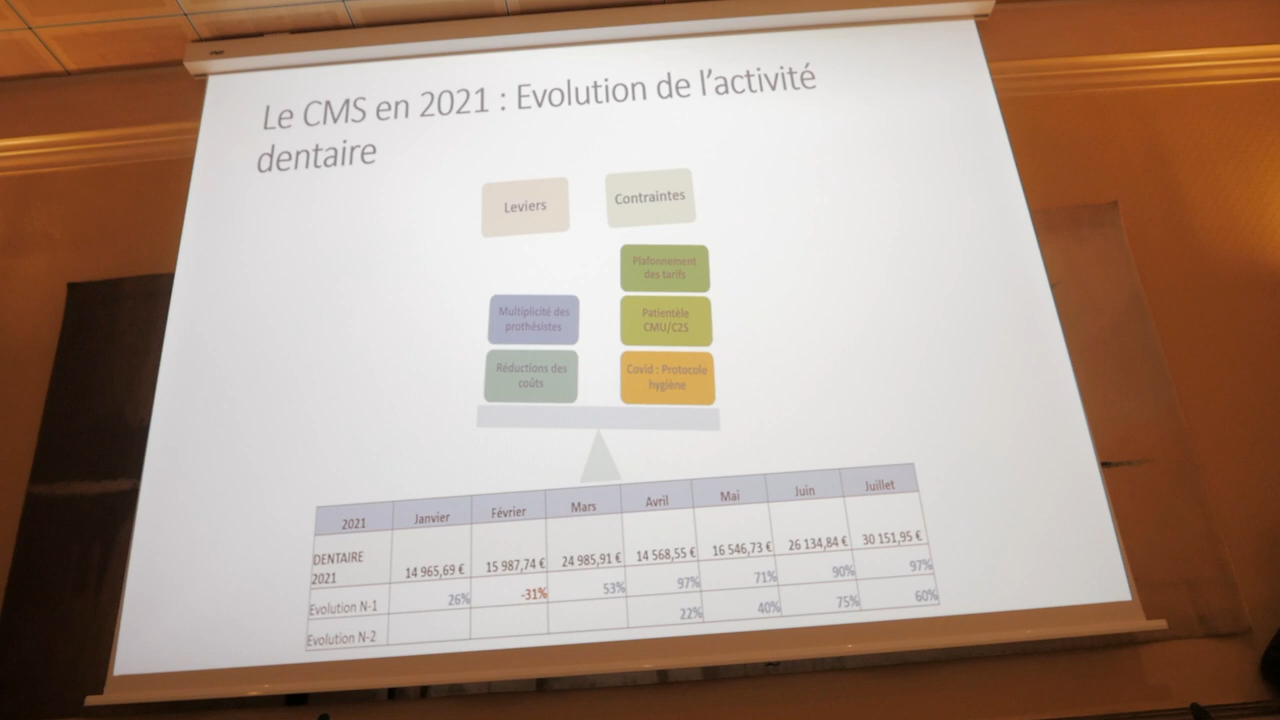 Le CMS en 2021 : Evolution de l'activité
dentaire
Leviers
Contraintes
Plafonnement
des tarifs
Multiplicité des
prothésistes
Patientèle
CMU/C2S
Réductions des
coûts
Covid : Protocole
hygiène
2021 Janvier Février Mars Avril Mai Juin Juillet
DENTAIRE
2021 14 965,69 € 15 987,74 € 24 985,91 € 14 568,55 € 16 546,73 € 26 134,84 € 30 151,95 €
Evolution N-1 26% -31% 53% 97% 71% 90% 97%
Evolution N-2 22% 40% 75% 60%